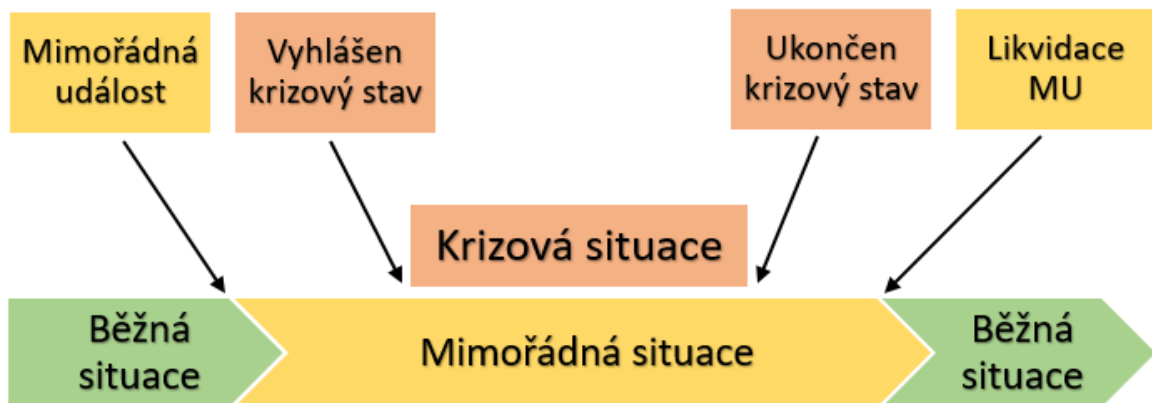 Mimořádná
událost
Vyhlášen
krizový stav
Ukončen
krizový stav
Likvidace
MU
Krizová situace
Běžná
situace
Mimořádná situace
Běžná
situace